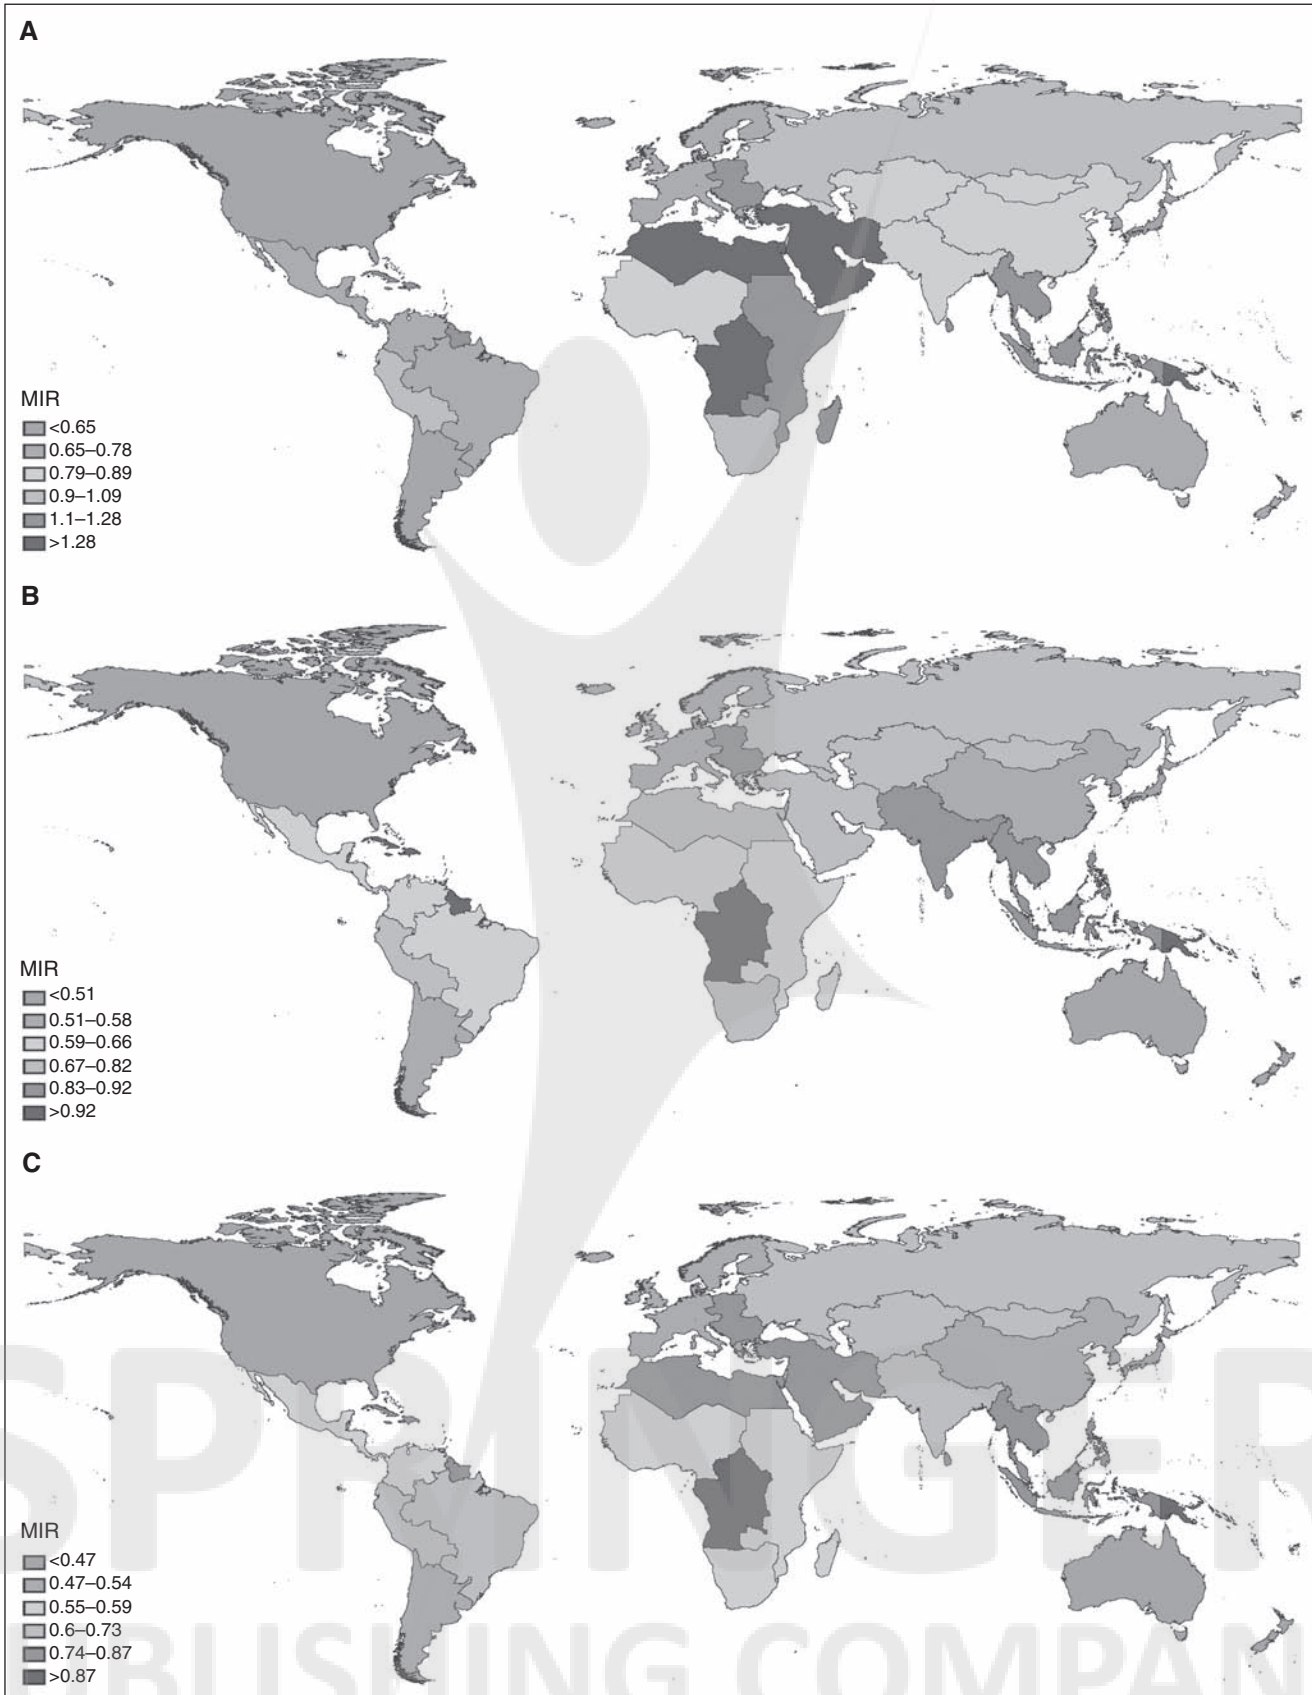 A
MIR
<0.65
0.65–0.78
0.79–0.89
0.9–1.09
1.1–1.28
>1.28
B
MIR
<0.51
0.51–0.58
0.59–0.66
0.67–0.82
0.83–0.92
>0.92
C
MIR
<0.47
0.47–0.54
0.55–0.59
0.6–0.73
0.74–0.87
>0.87
SPRINGER
PUBLISHING COMPAN